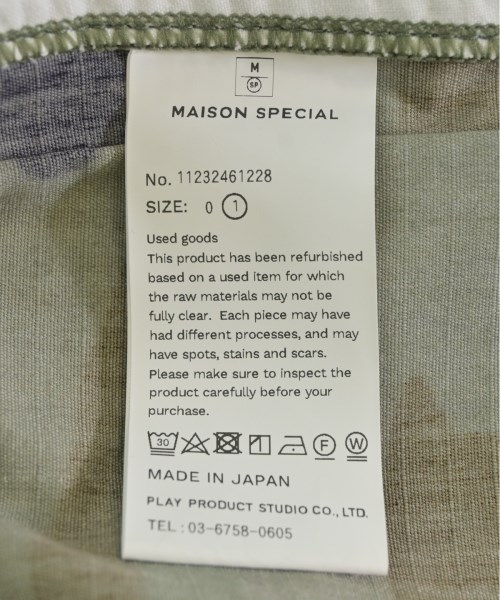 M
SP
MAISON SPECIAL
No. 11232461228
SIZE: 0 1
Used goods
This product has been refurbished
based on a used item for which
the raw materials may not be
fully clear. Each piece may have
had different processes, and may
have spots, stains and scars.
Please make sure to inspect the
product carefully before your
purchase.
30 F W
MADE IN JAPAN
PLAY PRODUCT STUDIO CO., LTD.
TEL : 03-6758-0605